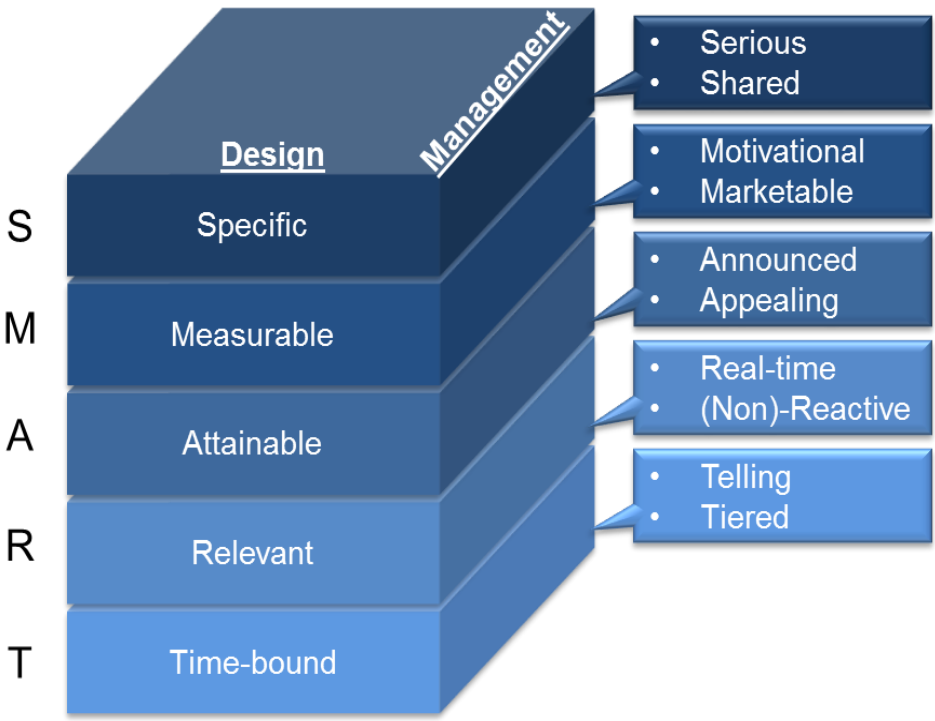 Design
Management
S
Specific
• Serious
• Shared
M
Measurable
• Motivational
• Marketable
A
Attainable
• Announced
• Appealing
R
Relevant
• Real-time
• (Non)-Reactive
T
Time-bound
• Telling
• Tiered